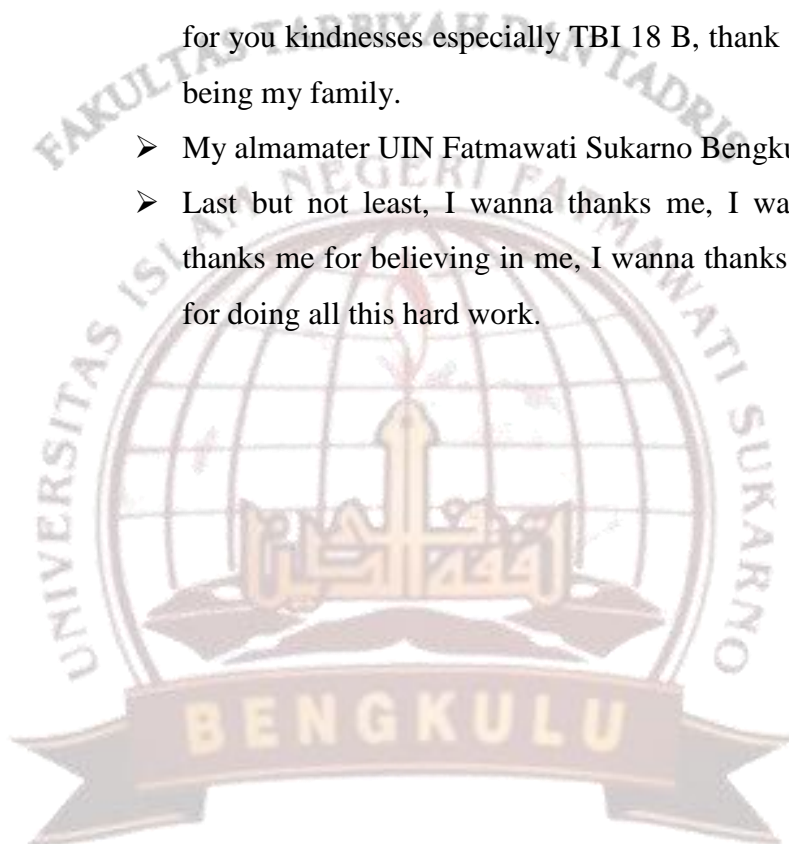 for you kindnesses especially TBI 18 B, thank
being my family.
➢ My almamater UIN Fatmawati Sukarno Bengku
➢ Last but not least, I wanna thanks me, I wa
thanks me for believing in me, I wanna thanks
for doing all this hard work.
FAKULTAS TARBIYAH DAN TADRIS
UNIVERSITAS ISLAM NEGERI FATMAWATI SUKARNO
BENGKULU